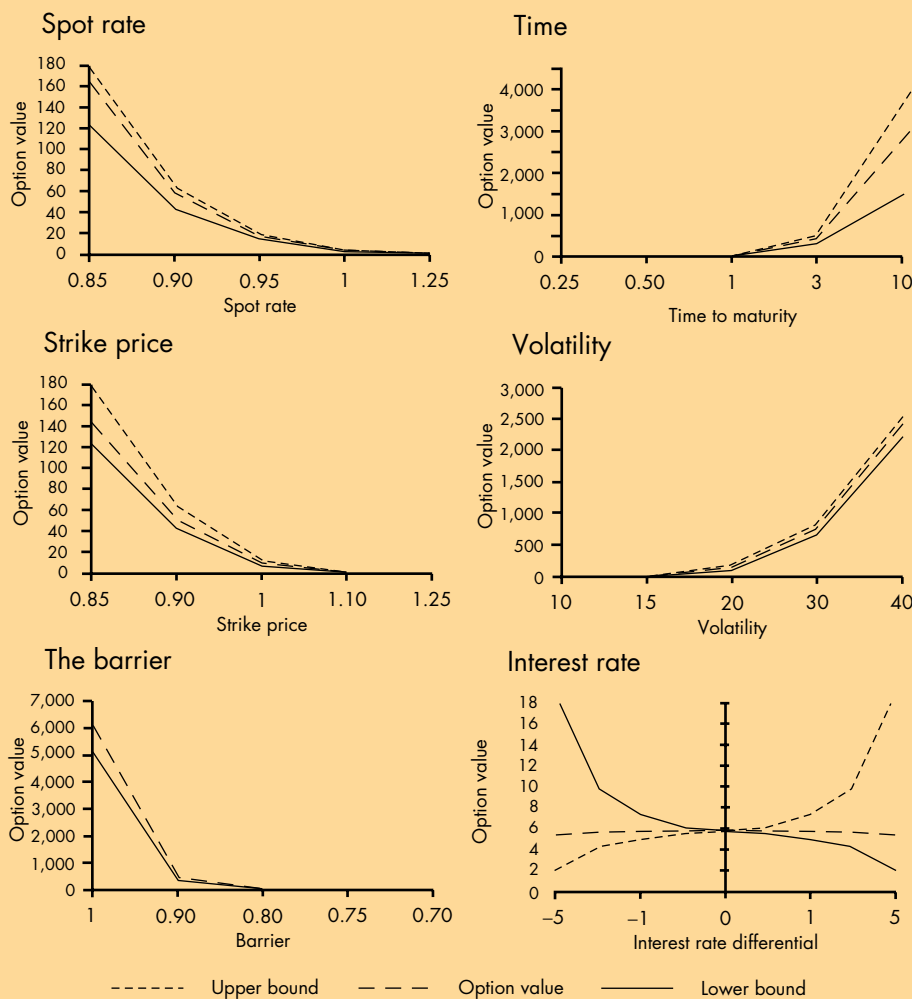 Spot rate
Option value
180
160
140
120
100
80
60
40
20
0
0.85 0.90 0.95 1 1.25
Spot rate
Time
Option value
4,000
3,000
2,000
1,000
0
0.25 0.50 1 3 10
Time to maturity
Strike price
Option value
180
160
140
120
100
80
60
40
20
0
0.85 0.90 1 1.10 1.25
Strike price
Volatility
Option value
3,000
2,500
2,000
1,500
1,000
500
0
10 15 20 30 40
Volatility
The barrier
Option value
7,000
6,000
5,000
4,000
3,000
2,000
1,000
0
1 0.90 0.80 0.75 0.70
Barrier
Interest rate
Option value
18
16
14
12
10
8
6
4
2
0
–5 –1 0 1 5
Interest rate differential
Upper bound Option value Lower bound